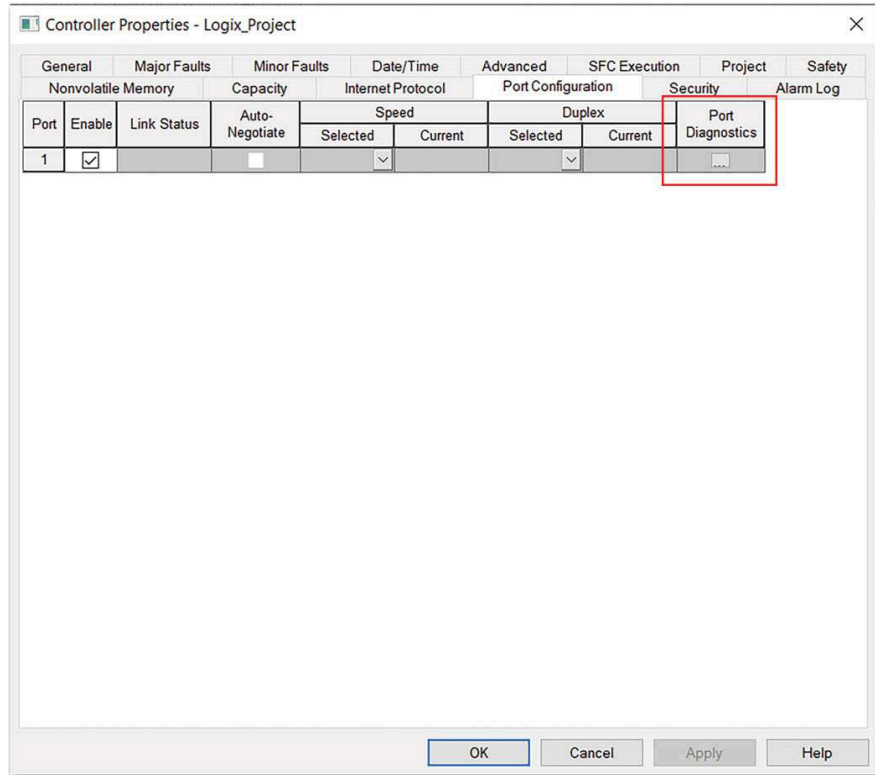 Controller Properties - Logix_Project
General Major Faults Minor Faults Date/Time Advanced SFC Execution Project Safety
Nonvolatile Memory Capacity Internet Protocol Port Configuration Security Alarm Log
Port Enable Link Status Auto-Negotiate Speed Duplex Port Diagnostics
Selected Current Selected Current
1 ...
OK Cancel Apply Help